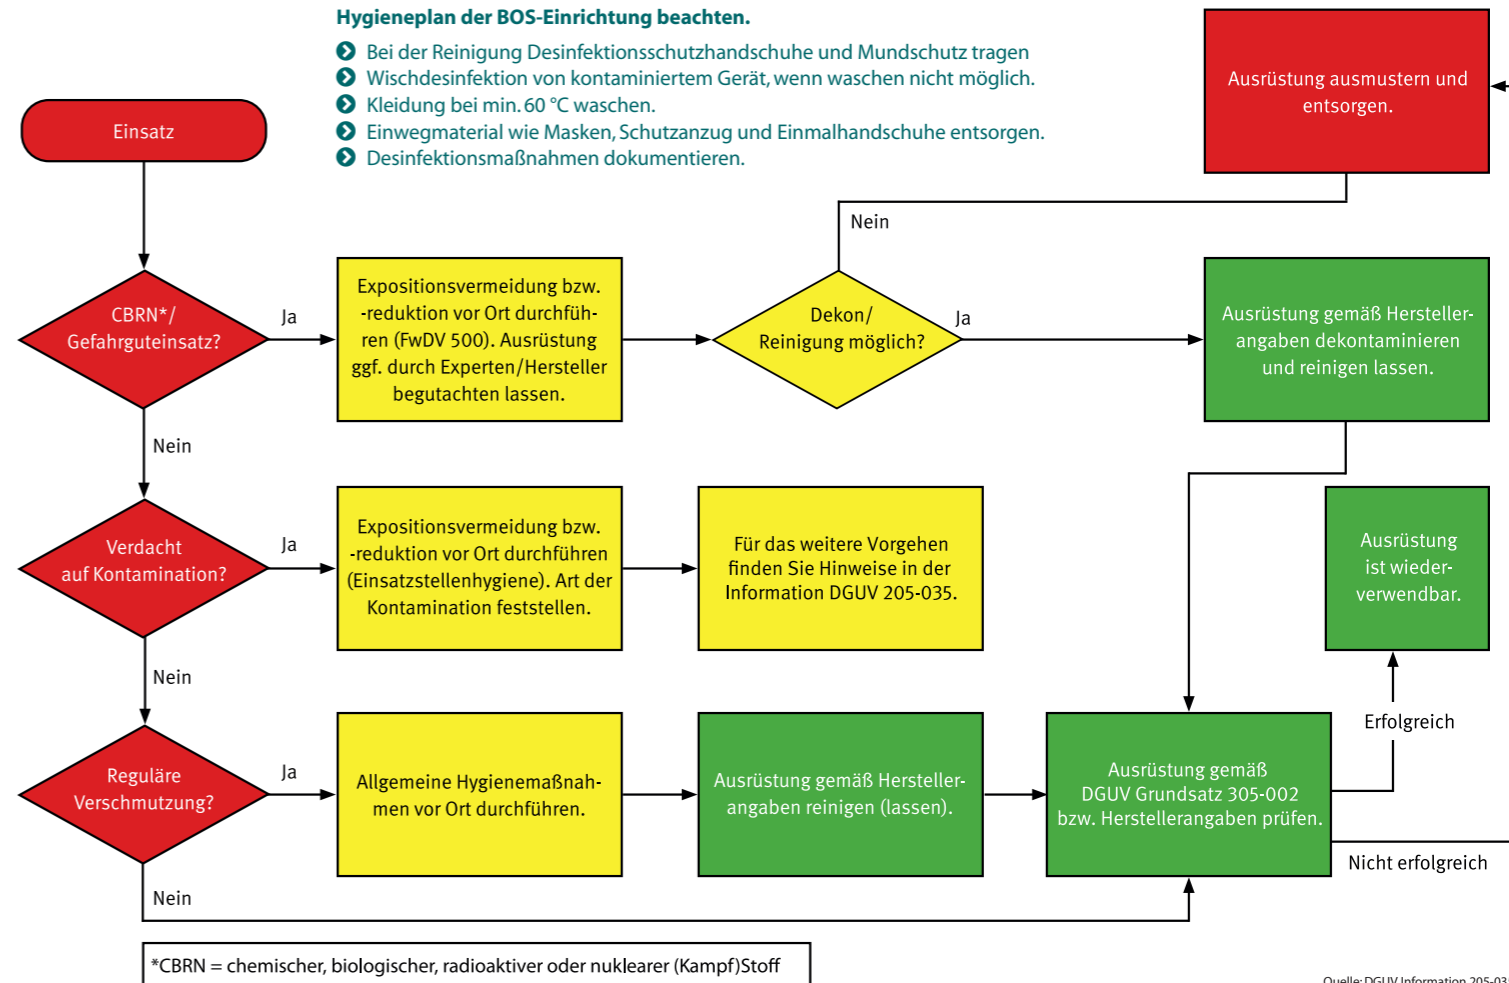 Hygieneplan der BOS-Einrichtung beachten.
Bei der Reinigung Desinfektionsschutzhandschuhe und Mundschutz tragen
Wischdesinfektion von kontaminiertem Gerät, wenn waschen nicht möglich.
Kleidung bei min. 60 °C waschen.
Einwegmaterial wie Masken, Schutzanzug und Einmalhandschuhe entsorgen.
Desinfektionsmaßnahmen dokumentieren.
Ausrüstung ausmustern und
entsorgen.
Einsatz
Nein
CBRN*/
Gefahrguteinsatz?
Ja
Expositionsvermeidung bzw.
-reduktion vor Ort durchfüh-
ren (FwDV 500). Ausrüstung
ggf. durch Experten/Hersteller
begutachten lassen.
Dekon/
Reinigung möglich?
Ja
Ausrüstung gemäß Hersteller-
angaben dekontaminieren
und reinigen lassen.
Nein
Verdacht
auf Kontamination?
Ja
Expositionsvermeidung bzw.
-reduktion vor Ort durchführen
(Einsatzstellenhygiene). Art der
Kontamination feststellen.
Für das weitere Vorgehen
finden Sie Hinweise in der
Information DGUV 205-035.
Ausrüstung
ist wieder-
verwendbar.
Nein
Erfolgreich
Reguläre
Verschmutzung?
Ja
Allgemeine Hygienemaßnah-
men vor Ort durchführen.
Ausrüstung gemäß Hersteller-
angaben reinigen (lassen).
Ausrüstung gemäß
DGUV Grundsatz 305-002
bzw. Herstellerangaben prüfen.
Nicht erfolgreich
Nein
*CBRN = chemischer, biologischer, radioaktiver oder nuklearer (Kampf)Stoff
Quelle: DGUV Information